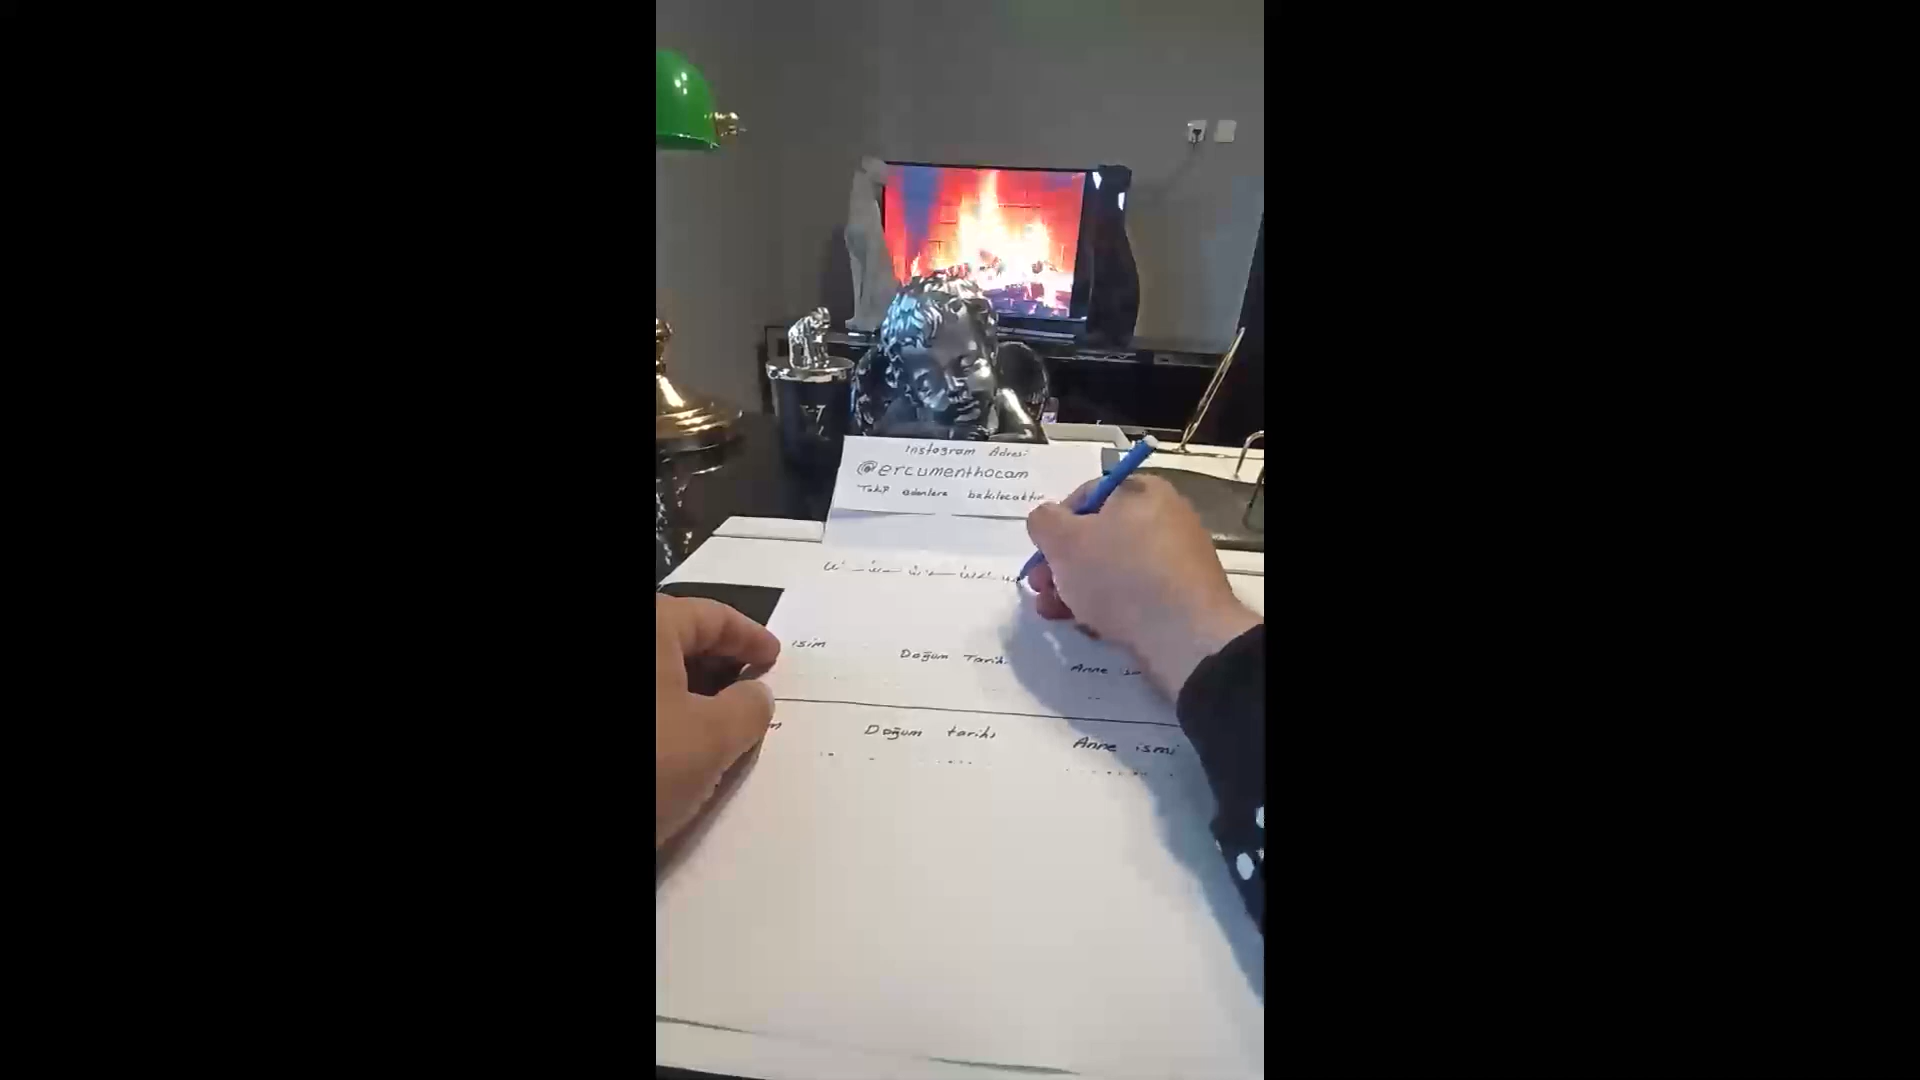 instagram Adresi
@ercumenthocam
Takip edenlere bakılacaktır
isim Doğum Tarihi Anne
Doğum tarihi Anne ismi